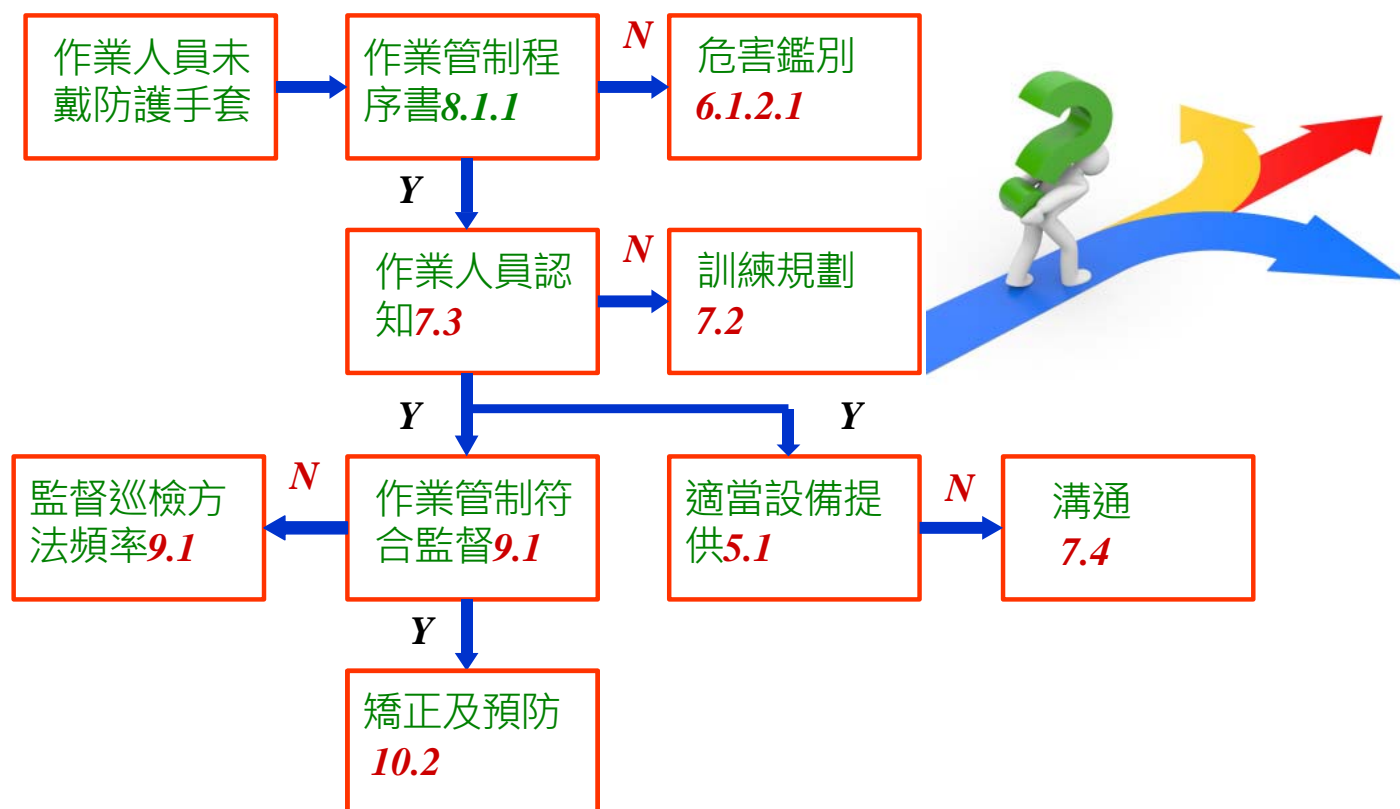 作業人員未
戴防護手套
作業管制程
序書8.1.1
N
危害鑑別
6.1.2.1
Y
作業人員認
知7.3
N
訓練規劃
7.2
Y
Y
監督巡檢方
法頻率9.1
N
作業管制符
合監督9.1
適當設備提
供5.1
N
溝通
7.4
Y
矯正及預防
10.2